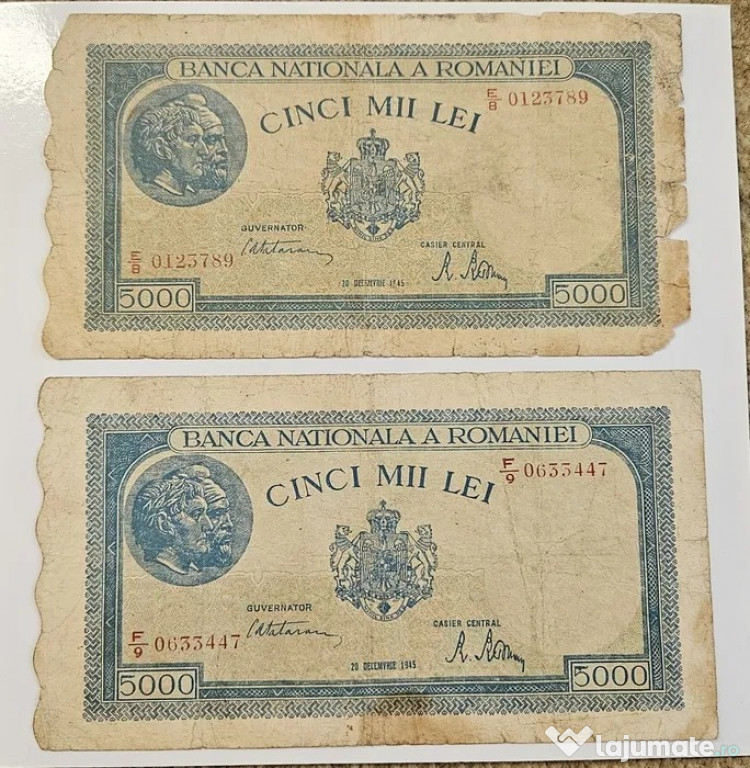 BANCA NATIONALA A ROMANIEI
CINCI MII LEI
E/8 0123789
GUVERNATOR
CASIER CENTRAL
E/8 0123789
20 DECEMVRIE 1945
5000
5000
BANCA NATIONALA A ROMANIEI
CINCI MII LEI
F/9 0633447
GUVERNATOR
CASIER CENTRAL
F/9 0633447
20 DECEMVRIE 1945
5000
5000
lajumate.ro